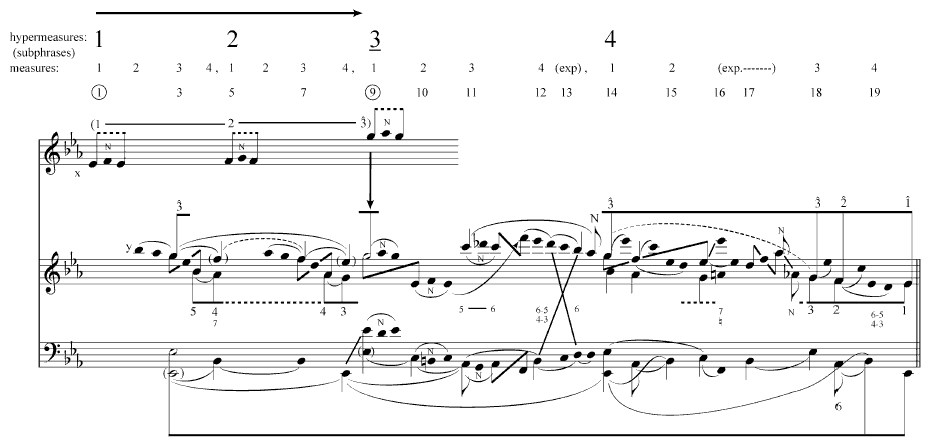 hypermeasures: 1 2 3 4
(subphrases)
measures: 1 2 3 4 , 1 2 3 4 , 1 2 3 4 (exp) , 1 2 (exp.-------) 3 4
1 3 5 7 9 10 11 12 13 14 15 16 17 18 19
(1 2 3̂)
N N N
x
3̂ N 3̂ 3̂ 2̂ 1̂
y N N N
N
5 4 4 3 5 — 6 6-5 6 7 N 3 2 1
7 4-3 ♮ 6-5
4-3
N
N
N
6